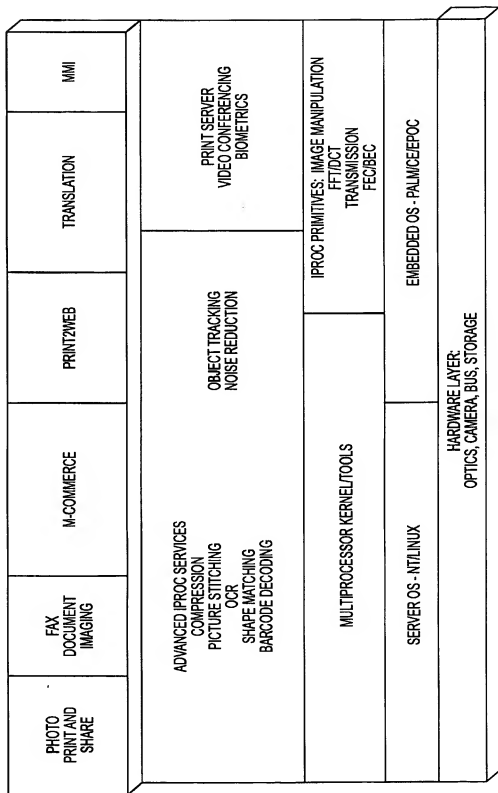 PHOTO
PRINT AND
SHARE
FAX
DOCUMENT
IMAGING
M-COMMERCE
PRINT2WEB
TRANSLATION
MMI
ADVANCED IPROC SERVICES
COMPRESSION
PICTURE STITCHING
OCR
SHAPE MATCHING
BARCODE DECODING
OBJECT TRACKING
NOISE REDUCTION
PRINT SERVER
VIDEO CONFERENCING
BIOMETRICS
MULTIPROCESSOR KERNEL/TOOLS
IPROC PRIMITIVES: IMAGE MANIPULATION
FFT/DCT
TRANSMISSION
FEC/BEC
SERVER OS - NT/LINUX
EMBEDDED OS - PALM/CE/EPOC
HARDWARE LAYER:
OPTICS, CAMERA, BUS, STORAGE